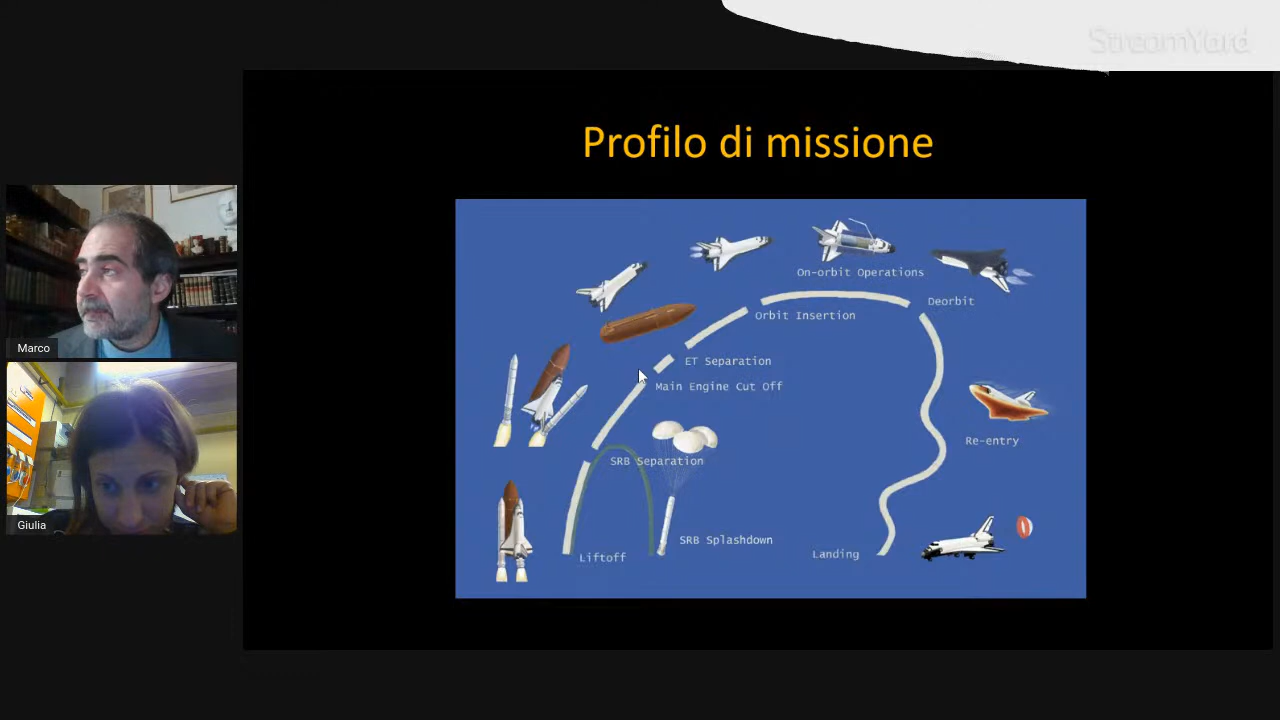 StreamYard
Profilo di missione
On-orbit Operations
Deorbit
Orbit Insertion
ET Separation
Main Engine Cut Off
Re-entry
SRB Separation
SRB Splashdown
Liftoff
Landing
Marco
Giulia